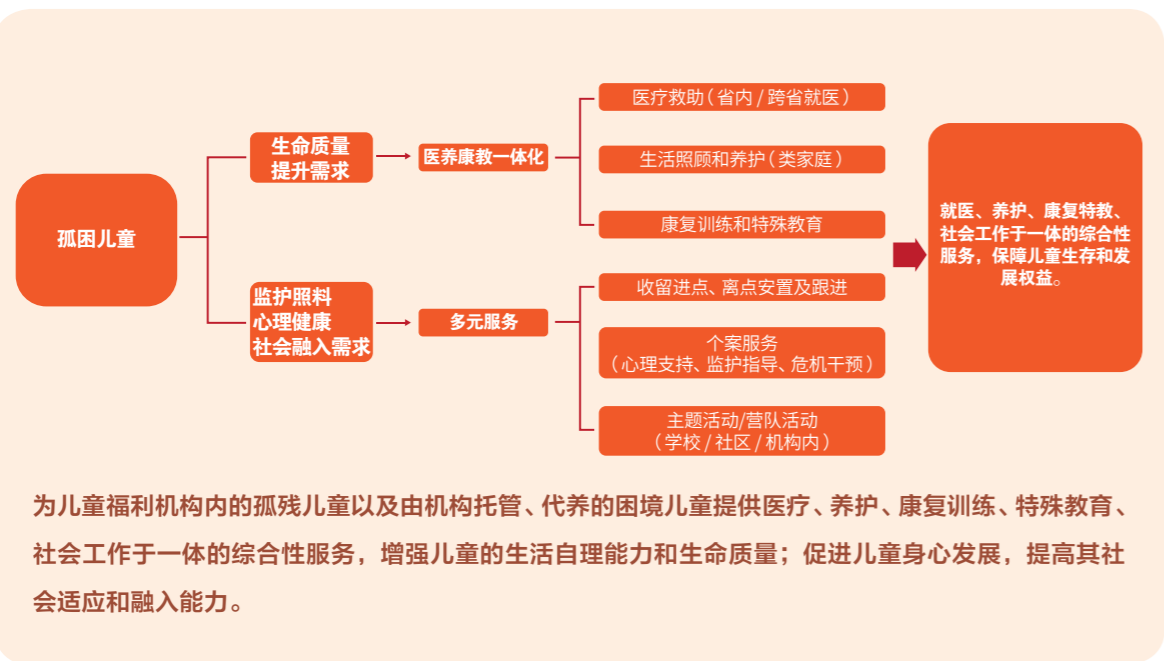 孤困儿童
生命质量
提升需求
医养康教一体化
医疗救助（省内 / 跨省就医）
生活照顾和养护（类家庭）
康复训练和特殊教育
监护照料
心理健康
社会融入需求
多元服务
收留进点、离点安置及跟进
个案服务
（心理支持、监护指导、危机干预）
主题活动/营队活动
（学校 / 社区 / 机构内）
就医、养护、康复特教、
社会工作于一体的综合性
服务，保障儿童生存和发
展权益。
为儿童福利机构内的孤残儿童以及由机构托管、代养的困境儿童提供医疗、养护、康复训练、特殊教育、
社会工作于一体的综合性服务，增强儿童的生活自理能力和生命质量；促进儿童身心发展，提高其社
会适应和融入能力。